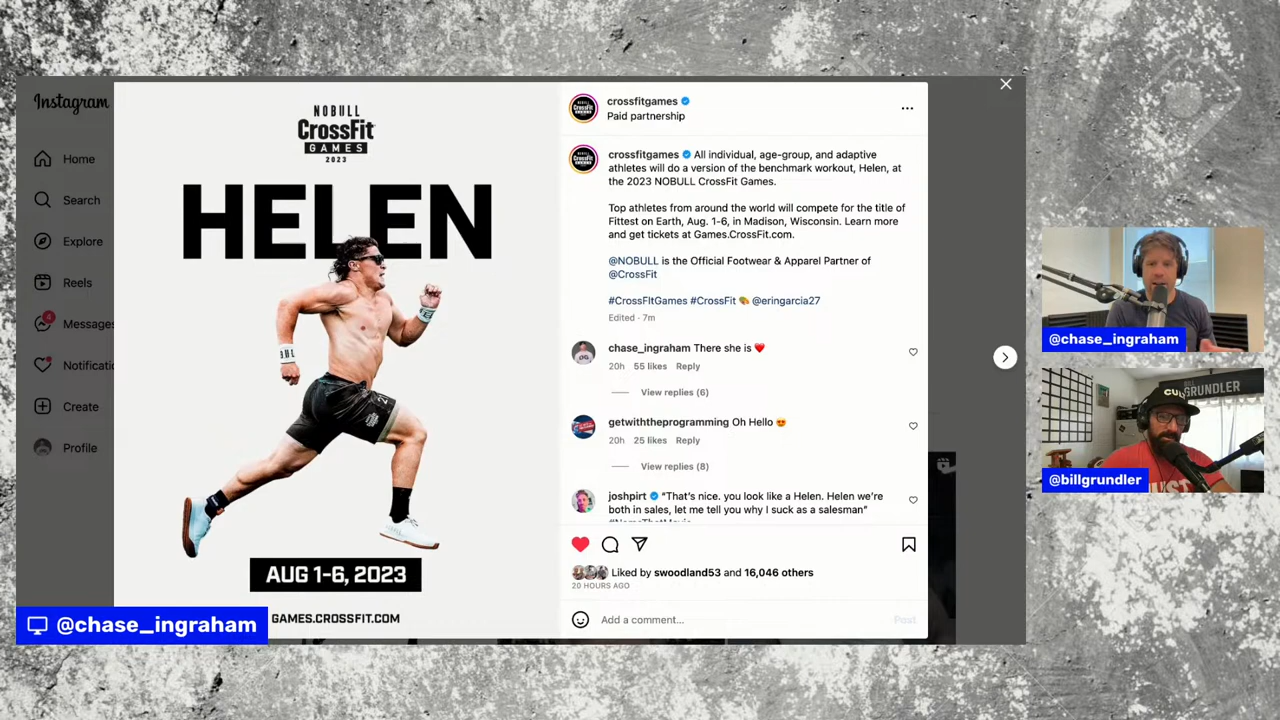 Instagram
Home
Search
Explore
Reels
4
Messages
Notificatio
Create
Profile
NOBULL
CrossFit
GAMES
2023
HELEN
AUG 1-6, 2023
GAMES.CROSSFIT.COM
crossfitgames
Paid partnership
crossfitgames All individual, age-group, and adaptive
athletes will do a version of the benchmark workout, Helen, at
the 2023 NOBULL CrossFit Games.
Top athletes from around the world will compete for the title of
Fittest on Earth, Aug. 1-6, in Madison, Wisconsin. Learn more
and get tickets at Games.CrossFit.com.
@NOBULL is the Official Footwear & Apparel Partner of
@CrossFit
#CrossFItGames #CrossFit 🎨 @eringarcia27
Edited · 7m
chase_ingraham There she is ❤️
20h 55 likes Reply
View replies (6)
getwiththeprogramming Oh Hello 😍
20h 25 likes Reply
View replies (8)
joshpirt "That's nice. you look like a Helen. Helen we're
both in sales, let me tell you why I suck as a salesman"
#NameThatMovie
Liked by swoodland53 and 16,046 others
20 HOURS AGO
Add a comment...
Post
@chase_ingraham
@chase_ingraham
BILL
GRUNDLER
@billgrundler